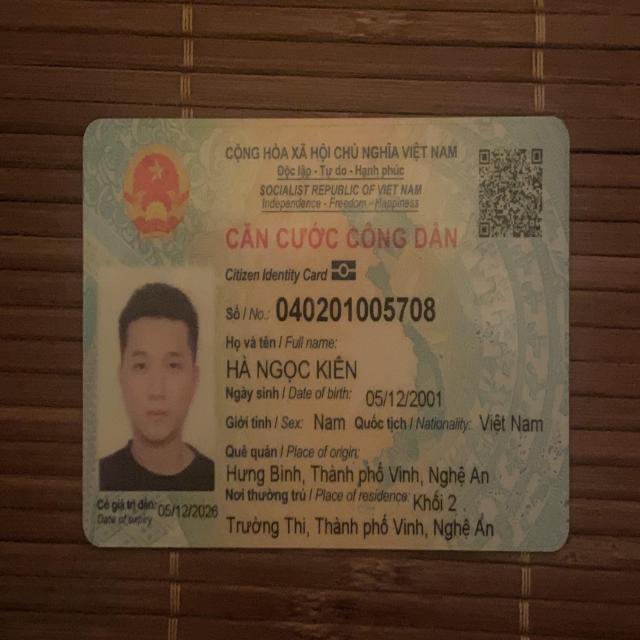 CỘNG HÒA XÃ HỘI CHỦ NGHĨA VIỆT NAM
Độc lập - Tự do - Hạnh phúc
SOCIALIST REPUBLIC OF VIET NAM
Independence - Freedom - Happiness
CĂN CƯỚC CÔNG DÂN
Citizen Identity Card
Số / No.: 040201005708
Họ và tên / Full name:
HÀ NGỌC KIÊN
Ngày sinh / Date of birth: 05/12/2001
Giới tính / Sex: Nam Quốc tịch / Nationality: Việt Nam
Quê quán / Place of origin:
Hưng Bình, Thành phố Vinh, Nghệ An
Nơi thường trú / Place of residence: Khối 2
Trường Thi, Thành phố Vinh, Nghệ An
Có giá trị đến: 05/12/2026
Date of expiry